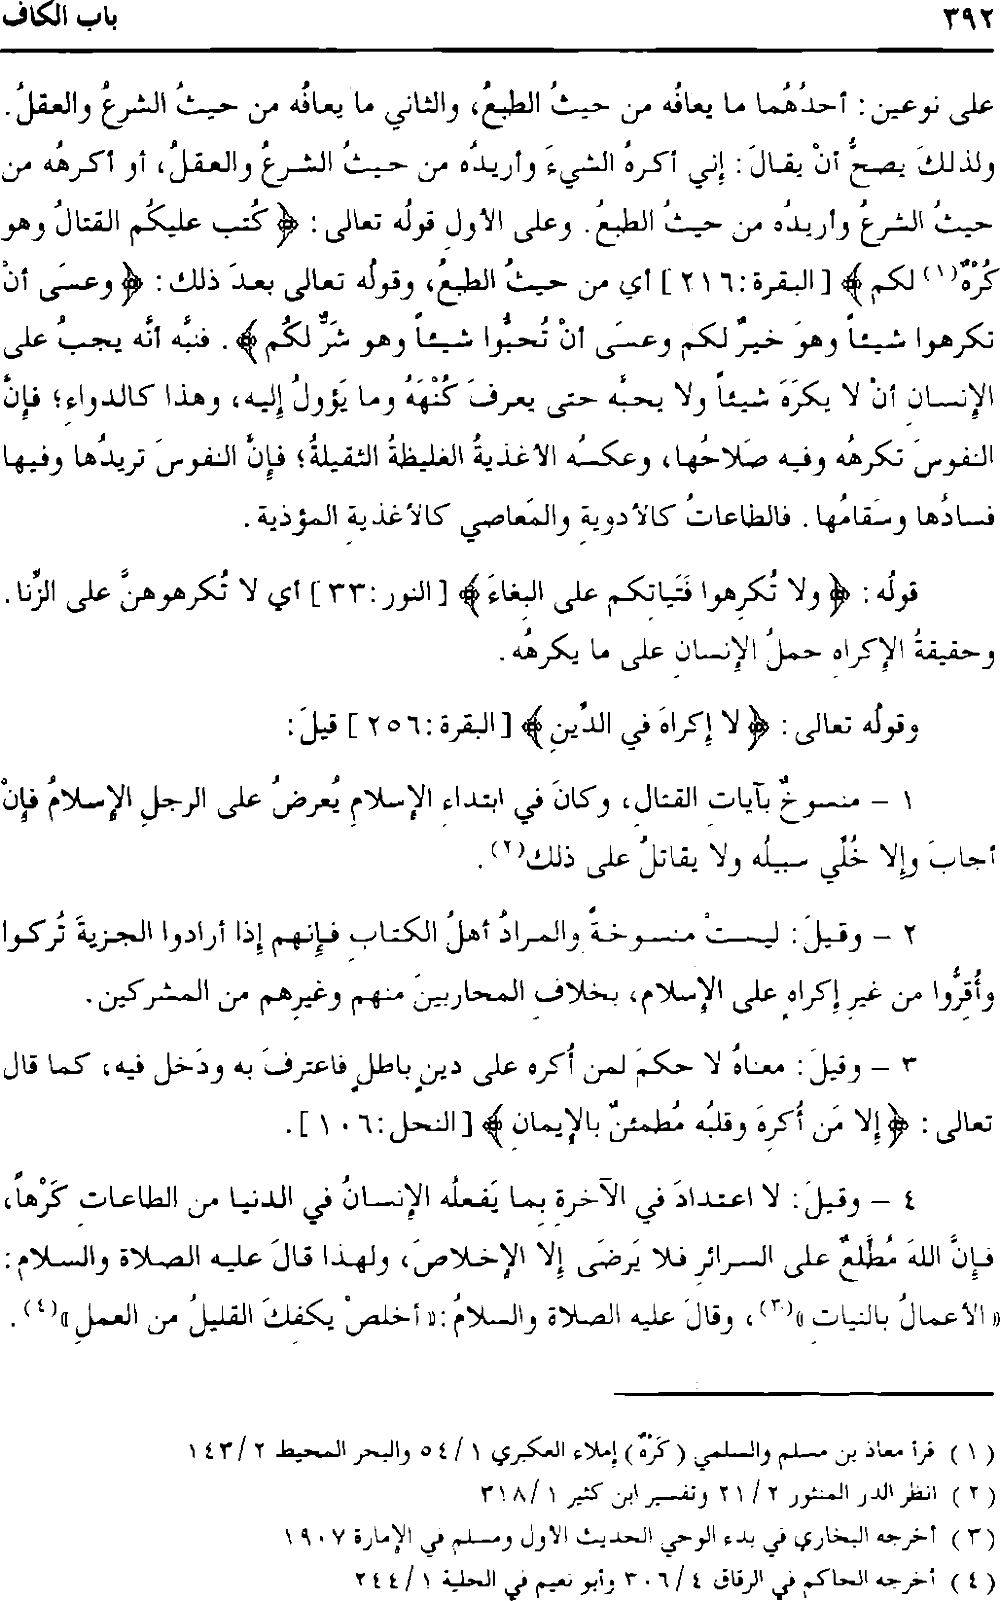 ٣٩٢ باب الكاف
على نوعين: أحدُهُما ما يعافُه من حيثُ الطبعُ، والثاني ما يعافُه من حيثُ الشرعُ والعقلُ.
ولذلكَ يصحُّ أنْ يقالَ: إني أكرهُ الشيءَ وأريدُه من حيثُ الشرعُ والعقلُ، أو أكرهُه من
حيثُ الشرعُ وأريدُه من حيثُ الطبعُ. وعلى الأولِ قولُه تعالى: ﴿ كُتب عليكُم القتالُ وهو
كُرْهٌ(١) لكم ﴾ [البقرة:٢١٦] أي من حيثُ الطبعُ، وقولُه تعالى بعدَ ذلك: ﴿ وعسَى أنْ
تكرهوا شيئاً وهوَ خيرٌ لكم وعسَى أنْ تُحبُّوا شيئاً وهو شَرٌّ لكُم ﴾. فنبَّه أنَّه يجبُ على
الإنسانِ أنْ لا يكرَهَ شيئاً ولا يحبَّه حتى يعرفَ كُنْهَهُ وما يَؤولُ إليه، وهذا كالدواءِ؛ فإنَّ
النفوسَ تكرهُه وفيه صَلاحُها، وعكسُه الأغذيةُ الغليظةُ الثقيلةُ؛ فإنَّ النفوسَ تريدُها وفيها
فسادُها وسَقامُها. فالطاعاتُ كالأدويةِ والمَعاصي كالأغذيةِ المؤذية.
قولُه: ﴿ ولا تُكرِهوا فَتَياتِكم على البِغاءَ ﴾ [النور:٣٣] أي لا تُكرهوهنَّ على الزِّنا.
وحقيقةُ الإكراهِ حملُ الإنسانِ على ما يكرهُه.
وقولُه تعالى: ﴿ لا إكراهَ في الدِّينِ ﴾ [البقرة:٢٥٦] قيلَ:
١ - منسوخٌ بآياتِ القتالِ، وكانَ في ابتداءِ الإسلامِ يُعرضُ على الرجلِ الإسلامُ فإنْ
أجابَ وإلا خُلِّي سبيلُه ولا يقاتلُ على ذلك(٢).
٢ - وقيلَ: ليستْ منسوخةً والمرادُ أهلُ الكتابِ فإنهم إذا أرادوا الجزيةَ تُركوا
وأُقِرُّوا من غيرِ إكراهٍ على الإسلام، بخلافِ المحاربينَ منهم وغيرِهم من المشركين.
٣ - وقيلَ: معناهُ لا حكمَ لمن أُكره على دينٍ باطلٍ فاعترفَ به ودَخل فيه، كما قال
تعالى: ﴿ إلا مَن أُكرِهَ وقلبُه مُطمئنٌ بالإيمانِ ﴾ [النحل:١٠٦].
٤ - وقيلَ: لا اعتدادَ في الآخرةِ بما يَفعلُه الإنسانُ في الدنيا من الطاعاتِ كَرْهاً،
فإنَّ اللهَ مُطَّلعٌ على السرائرِ فلا يَرضَى إلا الإخلاصَ، ولهذا قالَ عليه الصلاة والسلام:
«الأعمالُ بالنياتِ»(٣)، وقالَ عليه الصلاة والسلامُ:«أخلصْ يكفكَ القليلُ من العملِ»(٤).
(١) قرأ معاذ بن مسلم والسلمي (كَرْهٌ) إملاء العكبري ٥٤/١ والبحر المحيط ١٤٣/٢
(٢) انظر الدر المنثور ٢١/٢ وتفسير ابن كثير ٣١٨/١
(٣) أخرجه البخاري في بدء الوحي الحديث الأول ومسلم في الإمارة ١٩٠٧
(٤) أخرجه الحاكم في الرقاق ٣٠٦/٤ وأبو نعيم في الحلية ٢٤٤/١